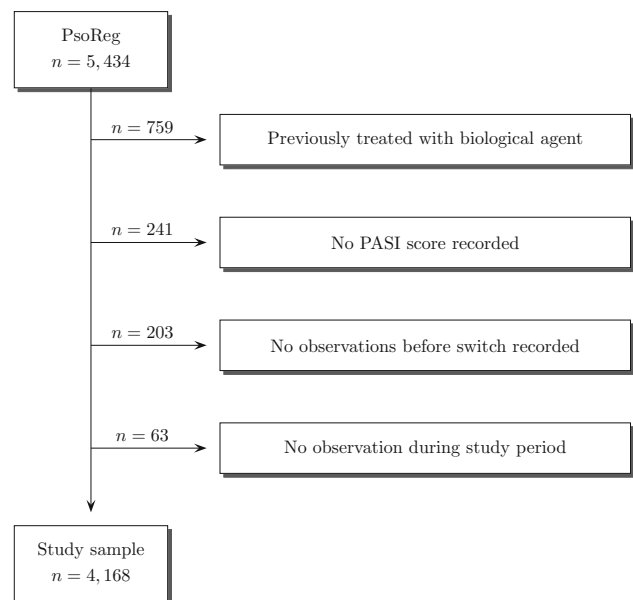 PsoReg
n = 5, 434
n = 759
Previously treated with biological agent
n = 241
No PASI score recorded
n = 203
No observations before switch recorded
n = 63
No observation during study period
Study sample
n = 4, 168